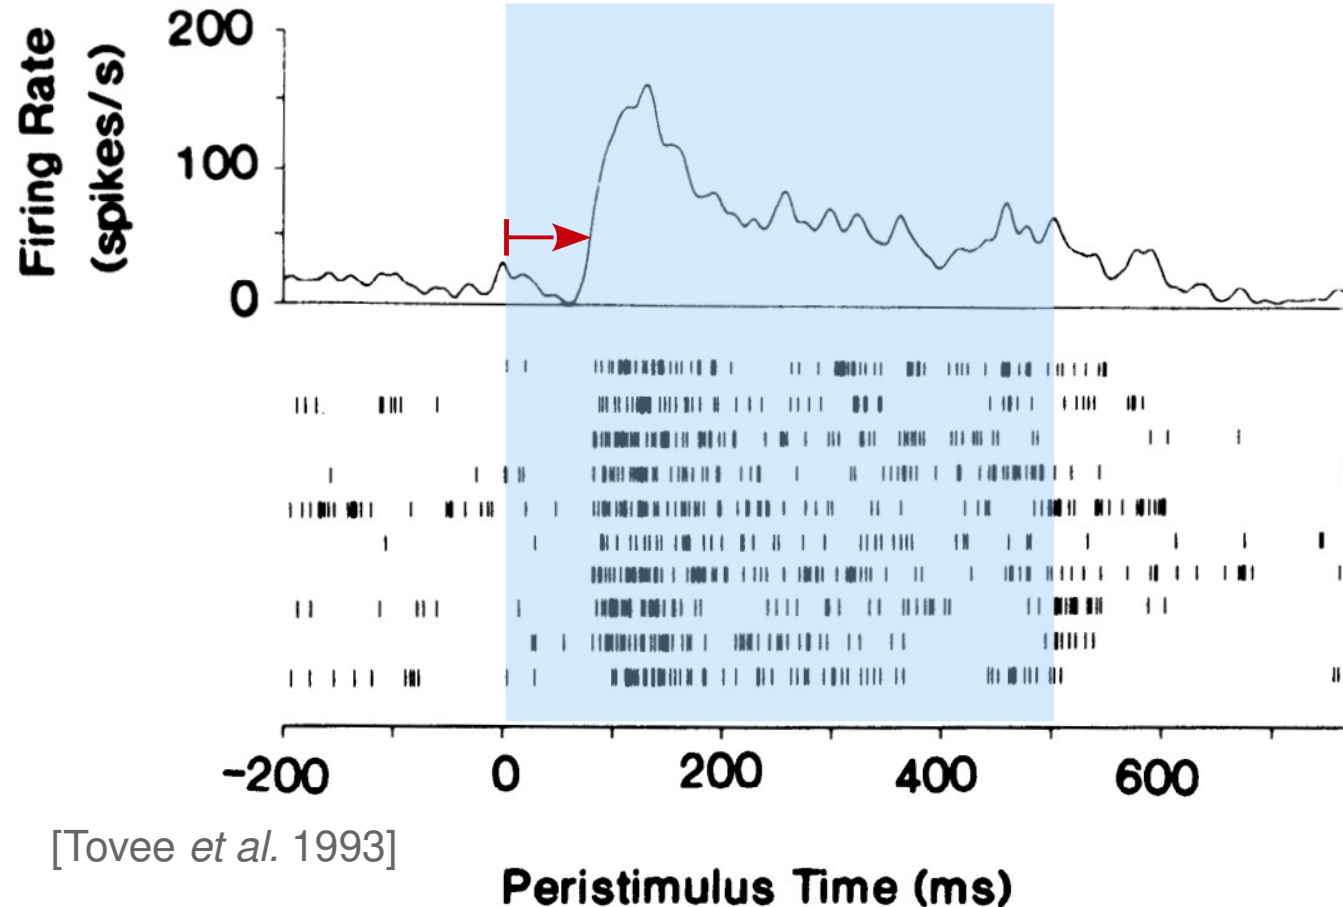 Firing Rate
(spikes/s)
200
100
0
-200 0 200 400 600
[Tovee et al. 1993]
Peristimulus Time (ms)